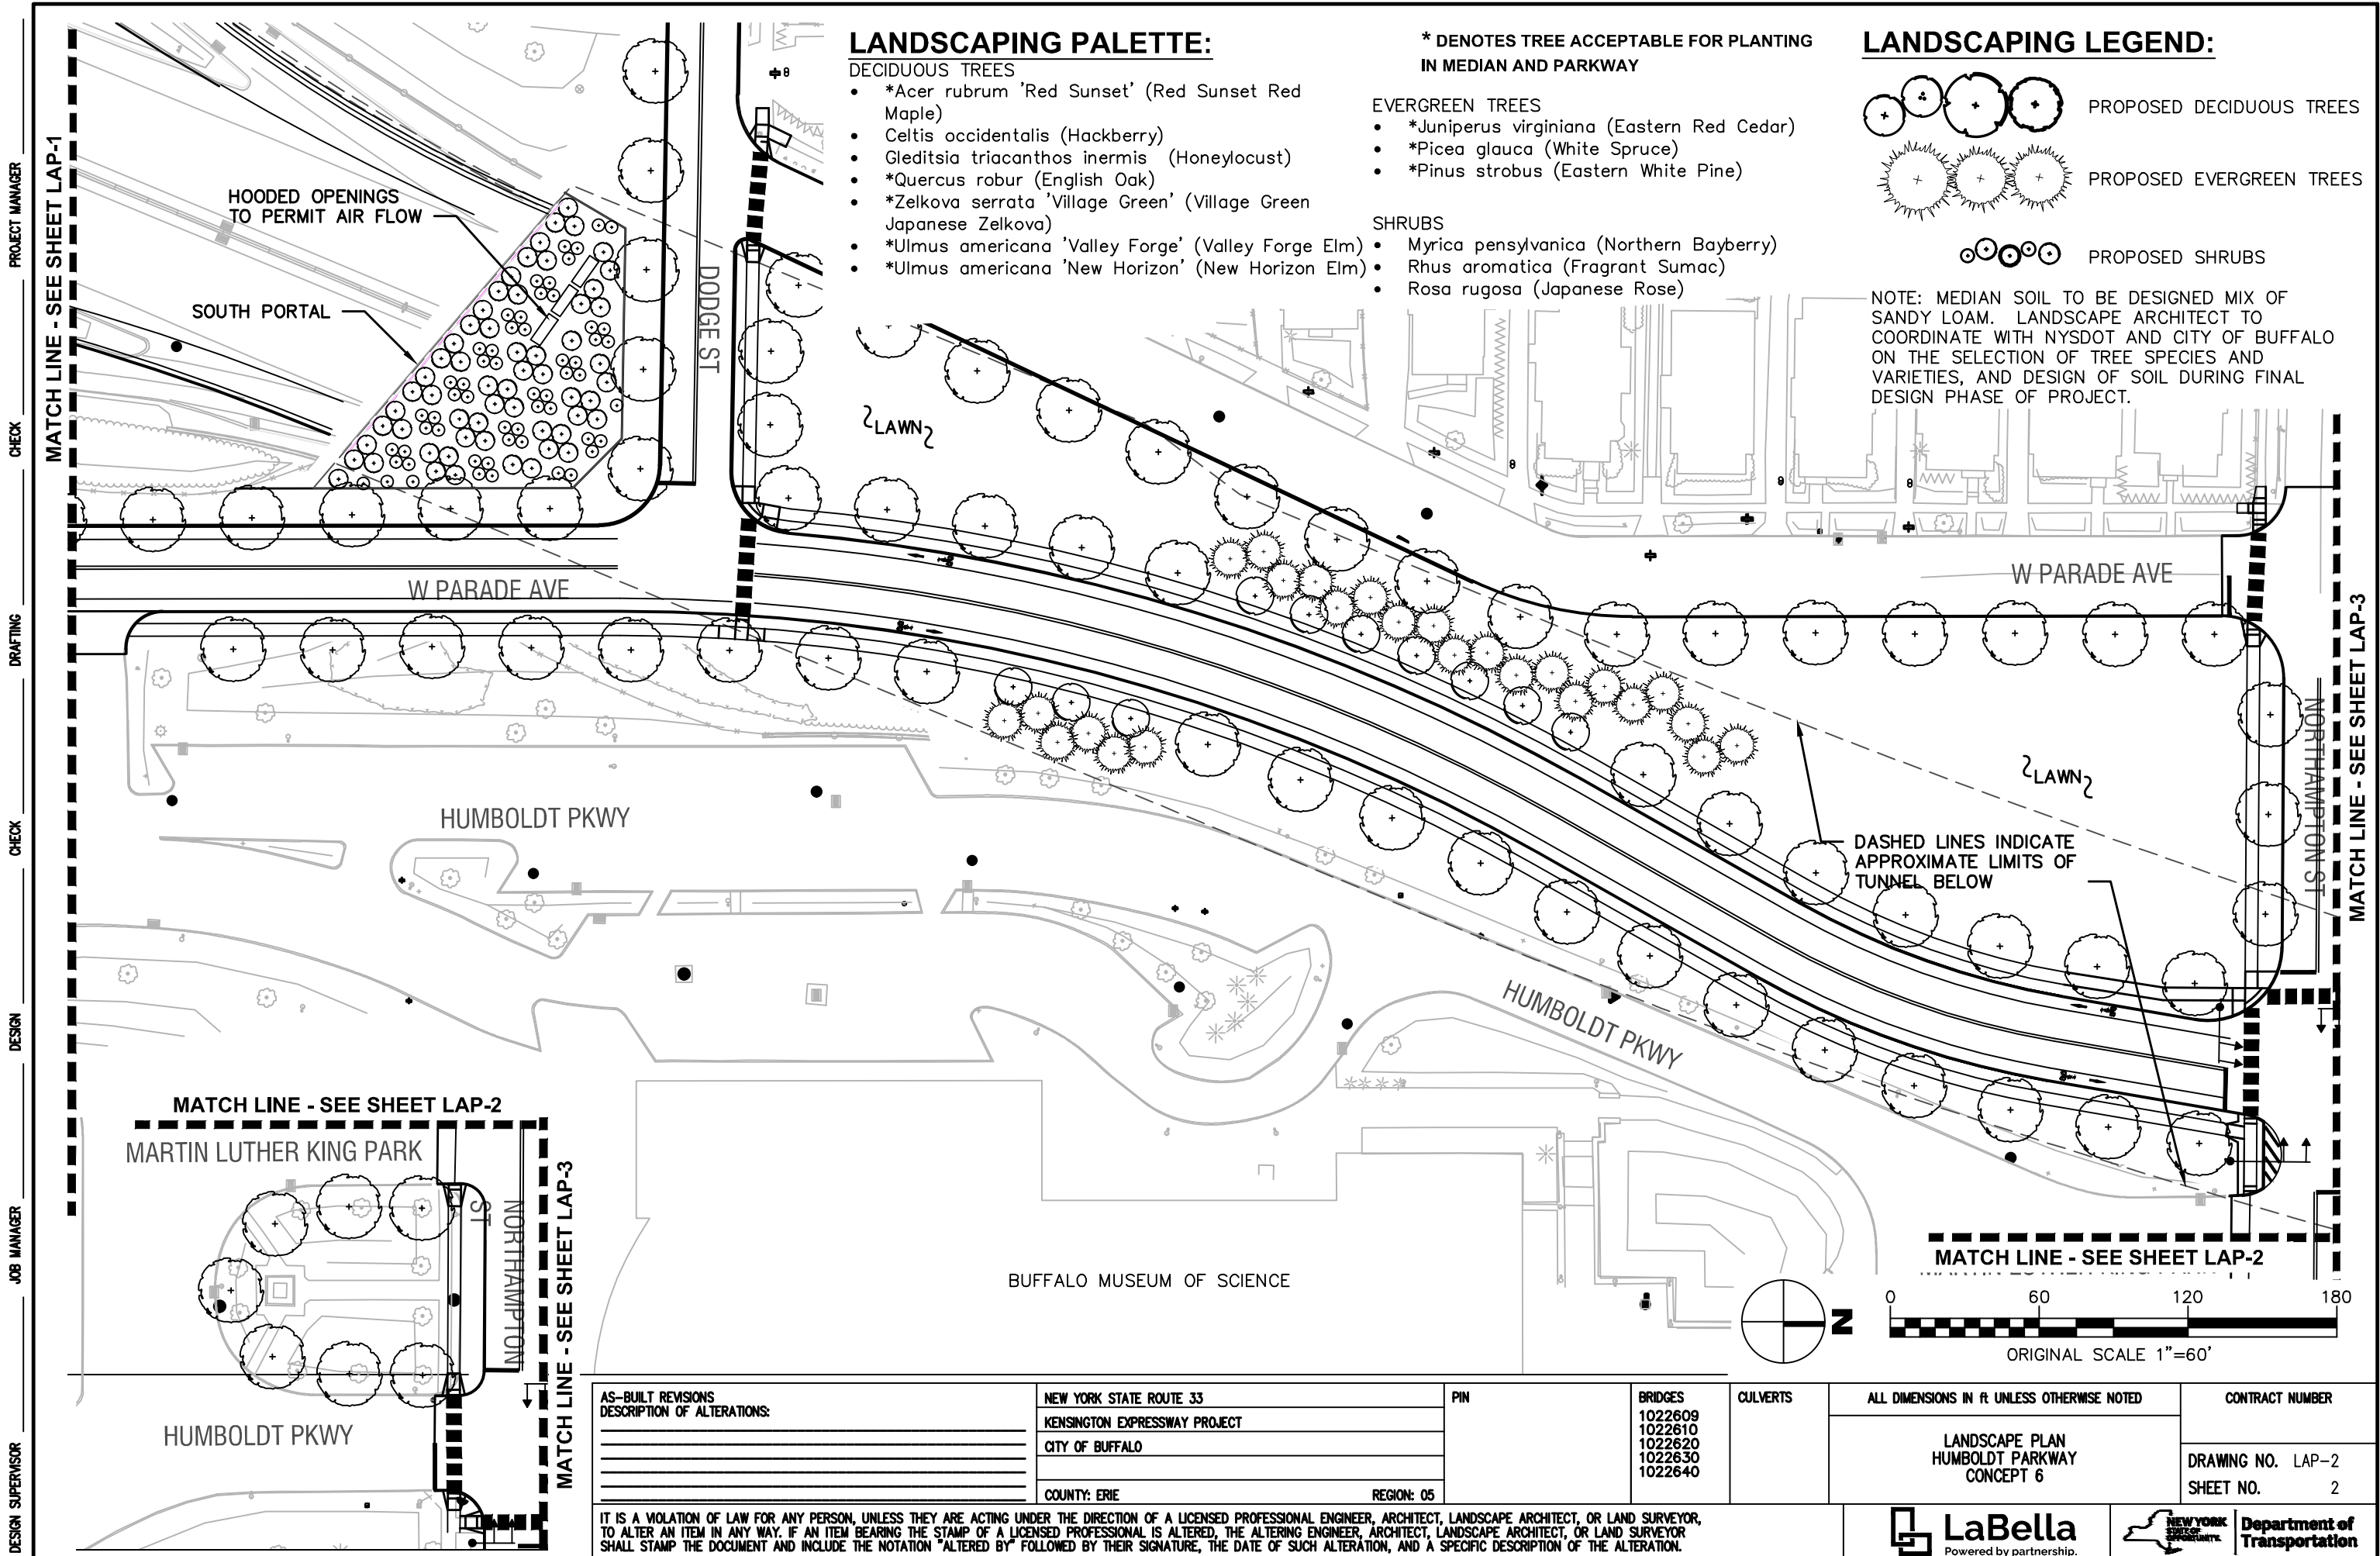 LANDSCAPING PALETTE:
DECIDUOUS TREES
• *Acer rubrum 'Red Sunset' (Red Sunset Red
Maple)
• Celtis occidentalis (Hackberry)
• Gleditsia triacanthos inermis (Honeylocust)
• *Quercus robur (English Oak)
• *Zelkova serrata 'Village Green' (Village Green
Japanese Zelkova)
• *Ulmus americana 'Valley Forge' (Valley Forge Elm)
• *Ulmus americana 'New Horizon' (New Horizon Elm)
* DENOTES TREE ACCEPTABLE FOR PLANTING
IN MEDIAN AND PARKWAY
EVERGREEN TREES
• *Juniperus virginiana (Eastern Red Cedar)
• *Picea glauca (White Spruce)
• *Pinus strobus (Eastern White Pine)
SHRUBS
• Myrica pensylvanica (Northern Bayberry)
• Rhus aromatica (Fragrant Sumac)
• Rosa rugosa (Japanese Rose)
LANDSCAPING LEGEND:
PROPOSED DECIDUOUS TREES
PROPOSED EVERGREEN TREES
PROPOSED SHRUBS
NOTE: MEDIAN SOIL TO BE DESIGNED MIX OF
SANDY LOAM. LANDSCAPE ARCHITECT TO
COORDINATE WITH NYSDOT AND CITY OF BUFFALO
ON THE SELECTION OF TREE SPECIES AND
VARIETIES, AND DESIGN OF SOIL DURING FINAL
DESIGN PHASE OF PROJECT.
PROJECT MANAGER
CHECK
DRAFTING
CHECK
DESIGN
JOB MANAGER
DESIGN SUPERVISOR
MATCH LINE - SEE SHEET LAP-1
HOODED OPENINGS
TO PERMIT AIR FLOW
SOUTH PORTAL
DODGE ST
LAWN
W PARADE AVE
W PARADE AVE
LAWN
NORTHAMPTON ST
MATCH LINE - SEE SHEET LAP-3
DASHED LINES INDICATE
APPROXIMATE LIMITS OF
TUNNEL BELOW
HUMBOLDT PKWY
HUMBOLDT PKWY
MATCH LINE - SEE SHEET LAP-2
MARTIN LUTHER KING PARK
NORTHAMPTON
ST
MATCH LINE - SEE SHEET LAP-3
HUMBOLDT PKWY
BUFFALO MUSEUM OF SCIENCE
MATCH LINE - SEE SHEET LAP-2
N
0 60 120 180
ORIGINAL SCALE 1"=60'
AS-BUILT REVISIONS
DESCRIPTION OF ALTERATIONS:
NEW YORK STATE ROUTE 33
KENSINGTON EXPRESSWAY PROJECT
CITY OF BUFFALO
COUNTY: ERIE REGION: 05
PIN
BRIDGES
1022609
1022610
1022620
1022630
1022640
CULVERTS
ALL DIMENSIONS IN ft UNLESS OTHERWISE NOTED
LANDSCAPE PLAN
HUMBOLDT PARKWAY
CONCEPT 6
CONTRACT NUMBER
DRAWING NO. LAP-2
SHEET NO. 2
IT IS A VIOLATION OF LAW FOR ANY PERSON, UNLESS THEY ARE ACTING UNDER THE DIRECTION OF A LICENSED PROFESSIONAL ENGINEER, ARCHITECT, LANDSCAPE ARCHITECT, OR LAND SURVEYOR,
TO ALTER AN ITEM IN ANY WAY. IF AN ITEM BEARING THE STAMP OF A LICENSED PROFESSIONAL IS ALTERED, THE ALTERING ENGINEER, ARCHITECT, LANDSCAPE ARCHITECT, OR LAND SURVEYOR
SHALL STAMP THE DOCUMENT AND INCLUDE THE NOTATION "ALTERED BY" FOLLOWED BY THEIR SIGNATURE, THE DATE OF SUCH ALTERATION, AND A SPECIFIC DESCRIPTION OF THE ALTERATION.
LaBella
Powered by partnership.
NEW YORK
STATE OF
OPPORTUNITY.
Department of
Transportation